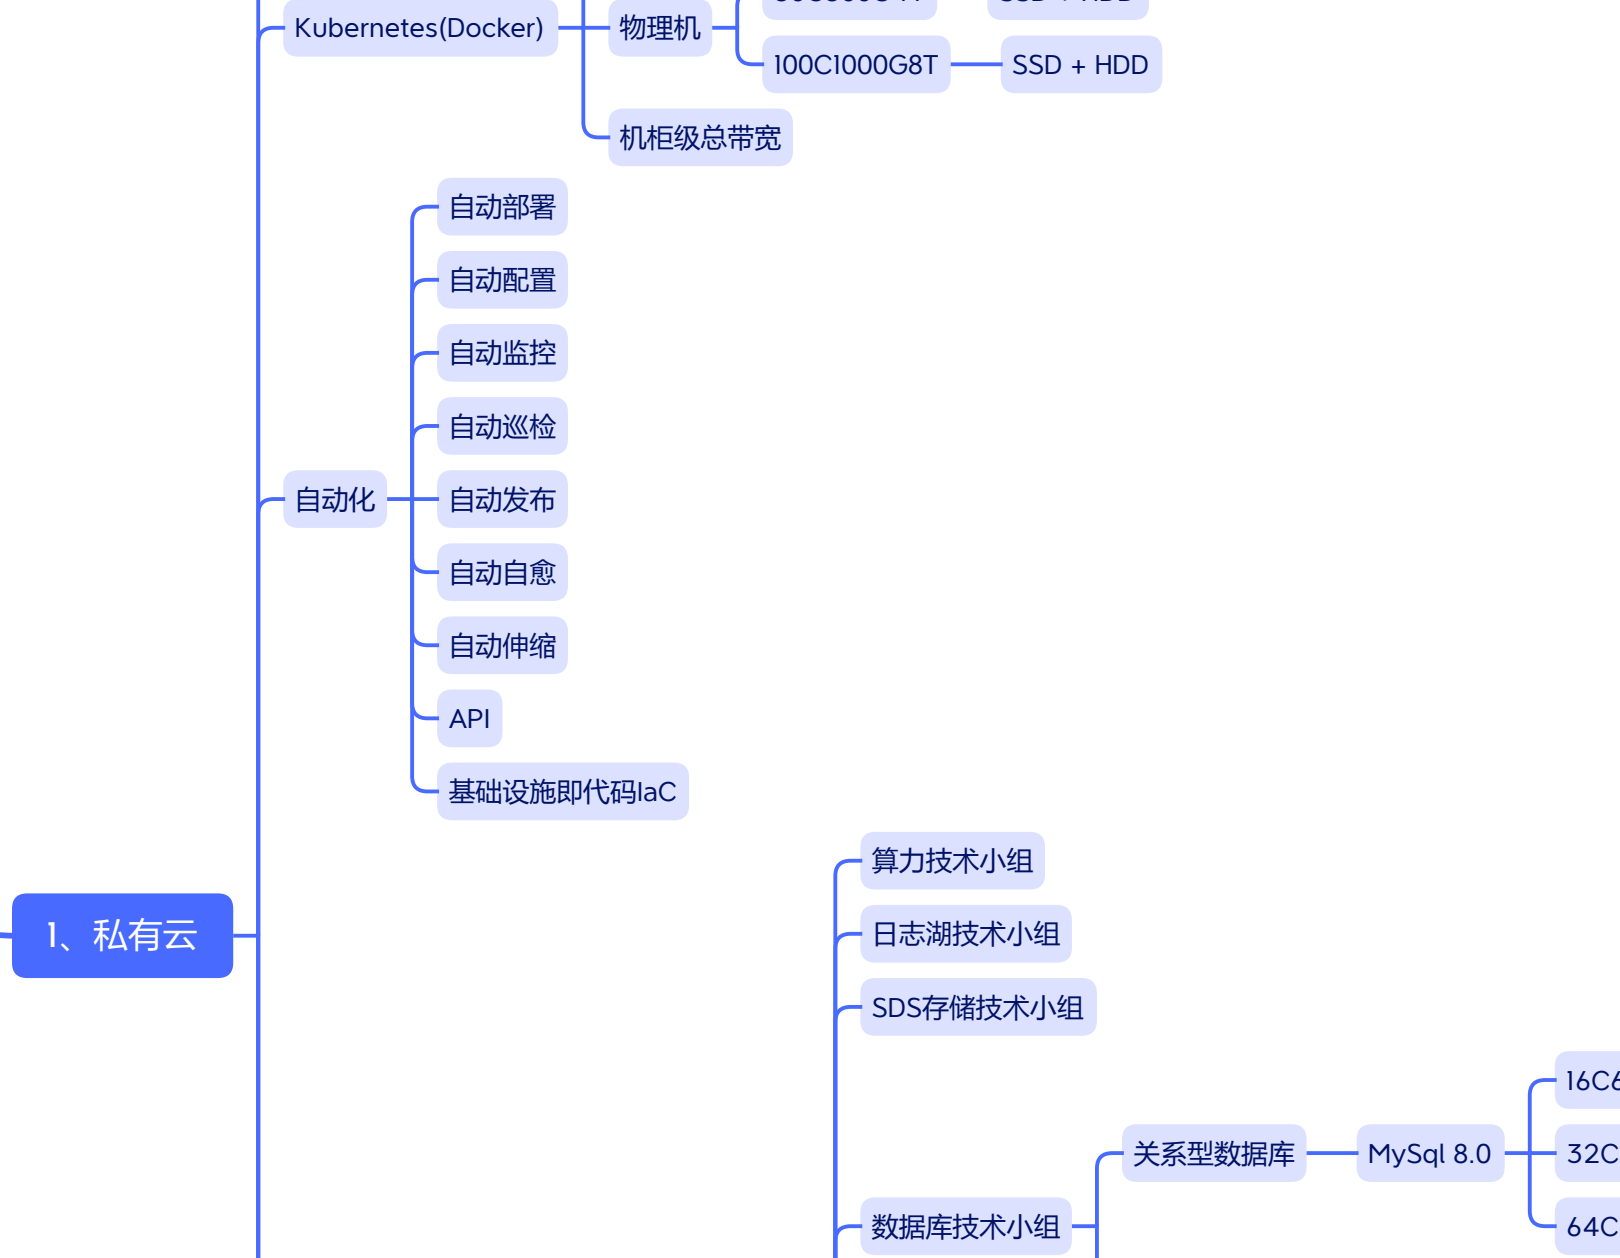 Kubernetes(Docker)
物理机
100C1000G8T
SSD + HDD
机柜级总带宽
自动部署
自动配置
自动监控
自动巡检
自动化
自动发布
自动自愈
自动伸缩
API
基础设施即代码IaC
1、私有云
算力技术小组
日志湖技术小组
SDS存储技术小组
数据库技术小组
关系型数据库
MySql 8.0
16C6
32C
64C